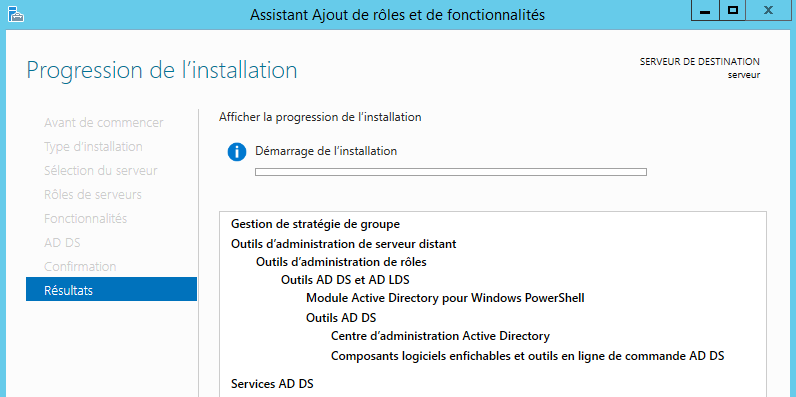 Assistant Ajout de rôles et de fonctionnalités
Progression de l'installation
SERVEUR DE DESTINATION
serveur
Avant de commencer
Type d'installation
Sélection du serveur
Rôles de serveurs
Fonctionnalités
AD DS
Confirmation
Résultats
Afficher la progression de l'installation
Démarrage de l'installation
Gestion de stratégie de groupe
Outils d'administration de serveur distant
Outils d'administration de rôles
Outils AD DS et AD LDS
Module Active Directory pour Windows PowerShell
Outils AD DS
Centre d'administration Active Directory
Composants logiciels enfichables et outils en ligne de commande AD DS
Services AD DS